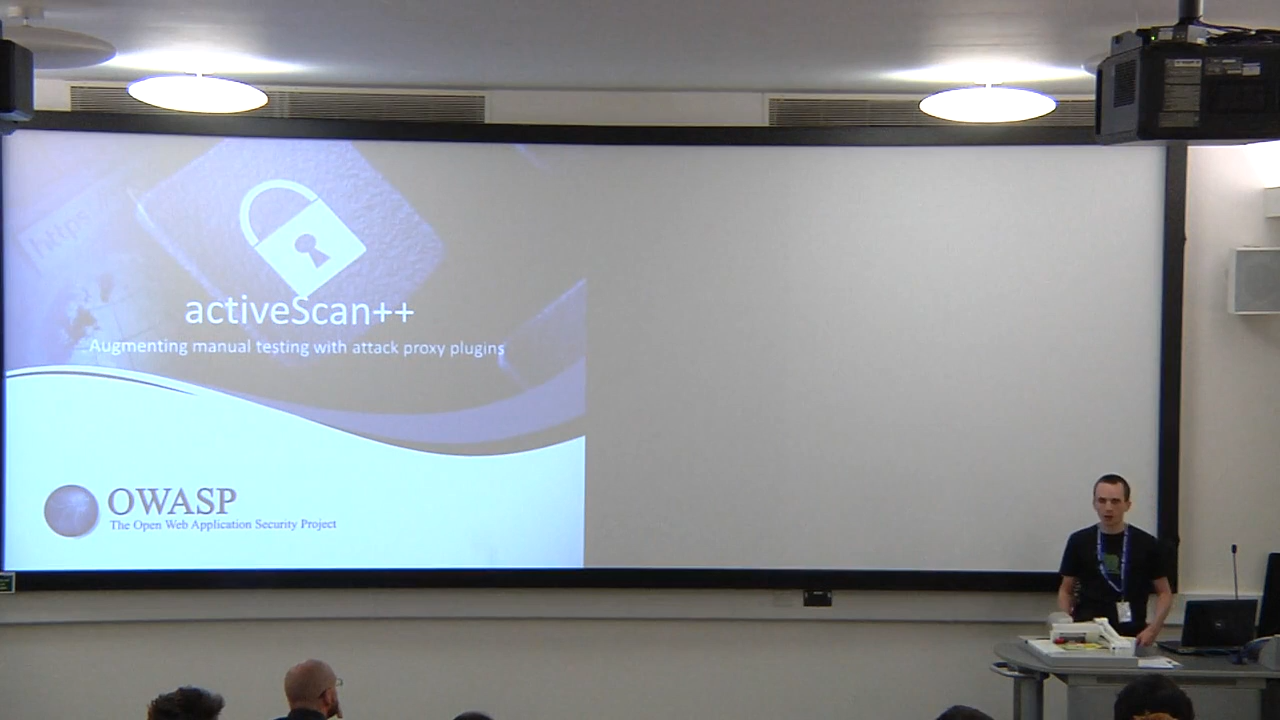 https
activeScan++
Augmenting manual testing with attack proxy plugins
OWASP
The Open Web Application Security Project